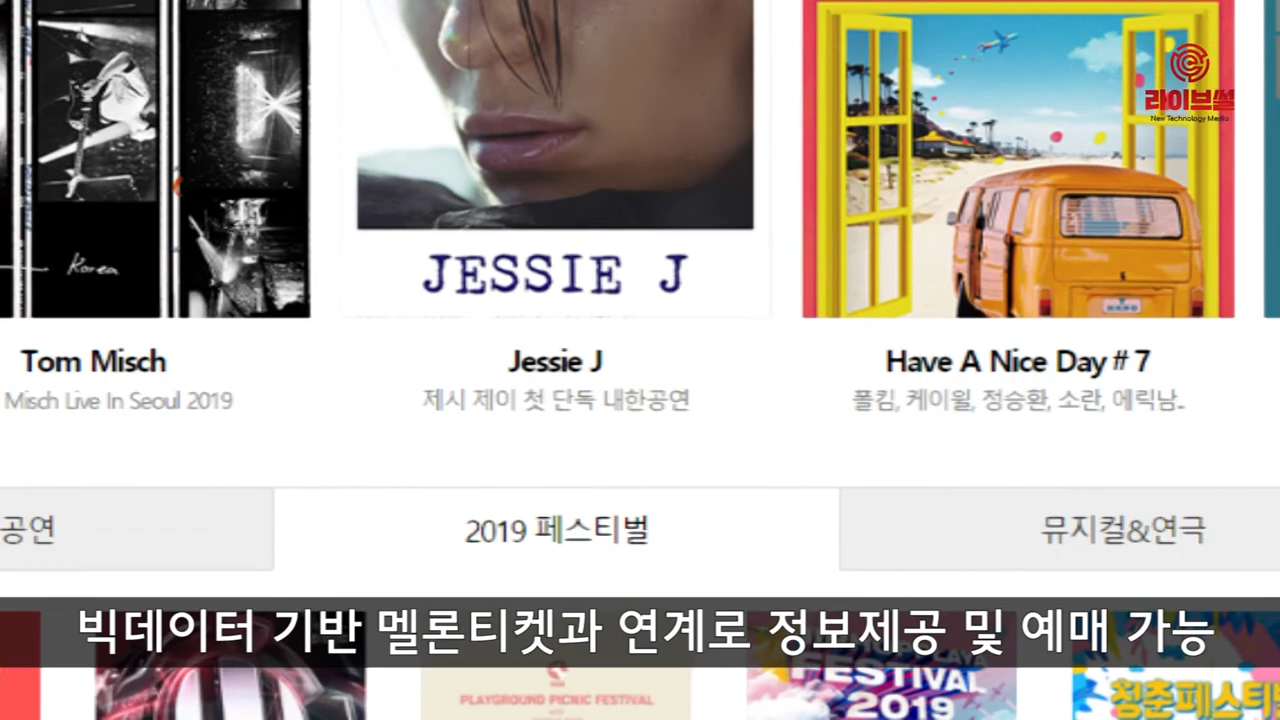 라이브썰
New Technology Media
Korea
JESSIE J
Tom Misch
Misch Live In Seoul 2019
Jessie J
제시 제이 첫 단독 내한공연
Have A Nice Day # 7
폴킴, 케이윌, 정승환, 소란, 에릭남..
공연
2019 페스티벌
뮤지컬&연극
빅데이터 기반 멜론티켓과 연계로 정보제공 및 예매 가능
PLAYGROUND PICNIC FESTIVAL
FESTIVAL
2019
청춘페스티